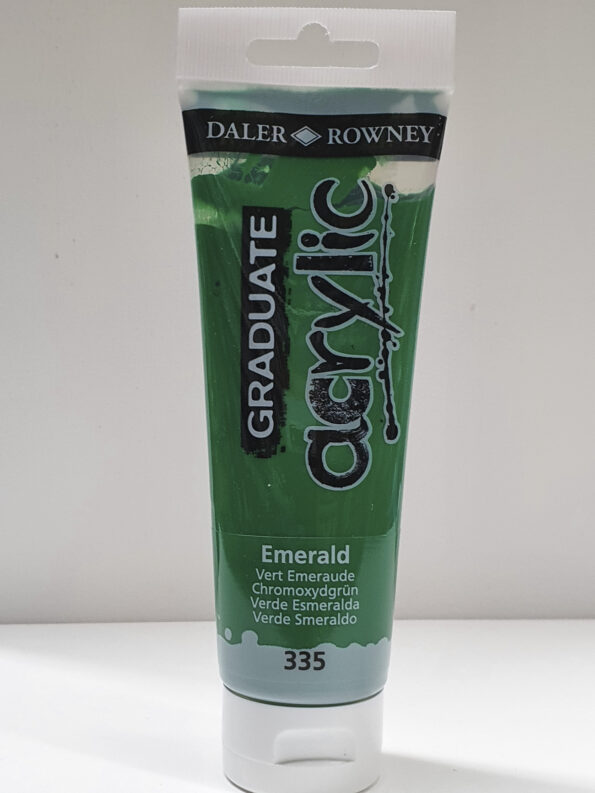 DALER ROWNEY
GRADUATE
acrylic
Emerald
Vert Emeraude
Chromoxydgrün
Verde Esmeralda
Verde Smeraldo
335